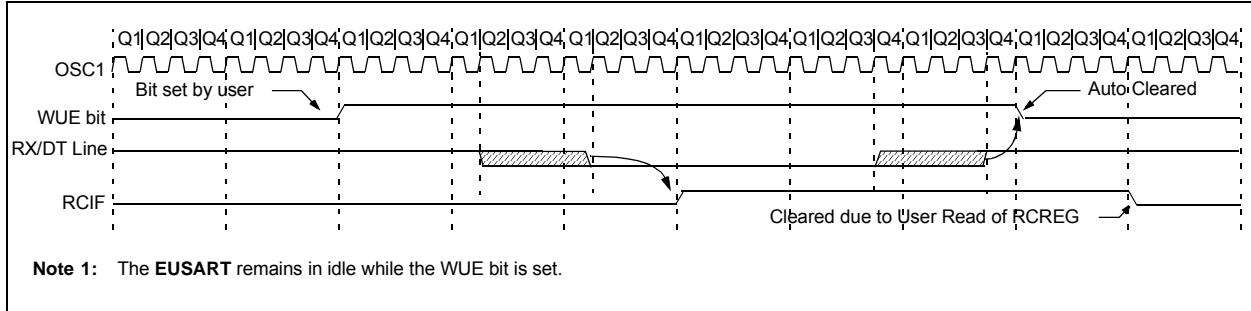 Q1 Q2 Q3 Q4 Q1 Q2 Q3 Q4 Q1 Q2 Q3 Q4 Q1 Q2 Q3 Q4 Q1 Q2 Q3 Q4 Q1 Q2 Q3 Q4 Q1 Q2 Q3 Q4 Q1 Q2 Q3 Q4 Q1 Q2 Q3 Q4 Q1 Q2 Q3 Q4
OSC1
Bit set by user
Auto Cleared
WUE bit
RX/DT Line
RCIF
Cleared due to User Read of RCREG
Note 1: The EUSART remains in idle while the WUE bit is set.